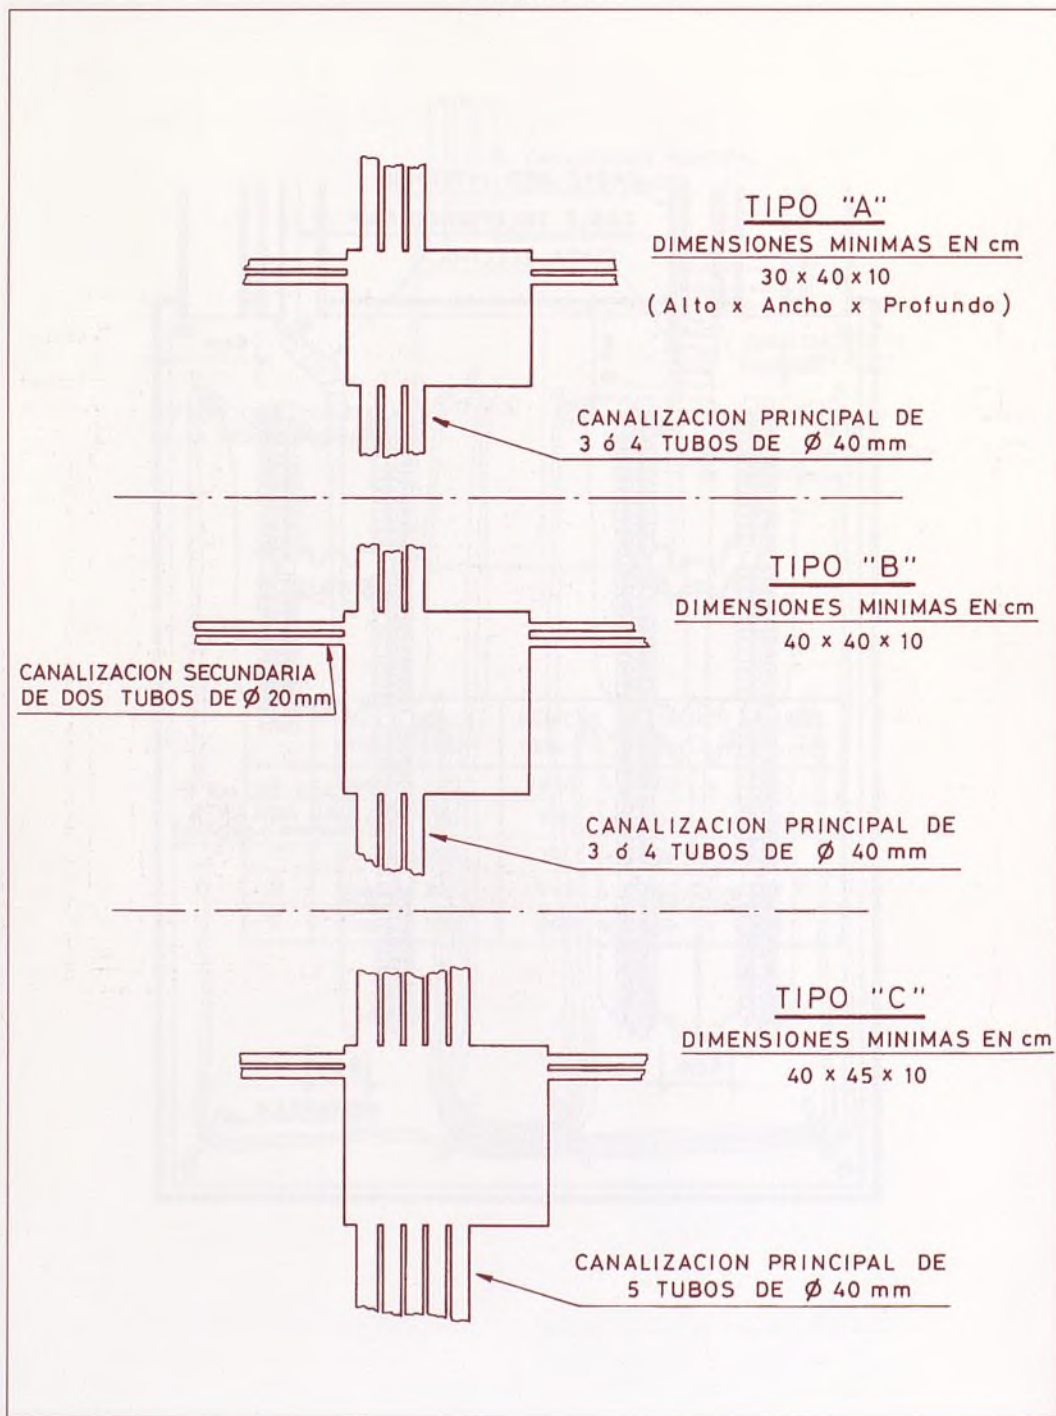 TIPO "A"
DIMENSIONES MINIMAS EN cm
30 x 40 x 10
(Alto x Ancho x Profundo)
CANALIZACION PRINCIPAL DE
3 ó 4 TUBOS DE Ø 40 mm
TIPO "B"
DIMENSIONES MINIMAS EN cm
40 x 40 x 10
CANALIZACION SECUNDARIA
DE DOS TUBOS DE Ø 20 mm
CANALIZACION PRINCIPAL DE
3 ó 4 TUBOS DE Ø 40 mm
TIPO "C"
DIMENSIONES MINIMAS EN cm
40 x 45 x 10
CANALIZACION PRINCIPAL DE
5 TUBOS DE Ø 40 mm